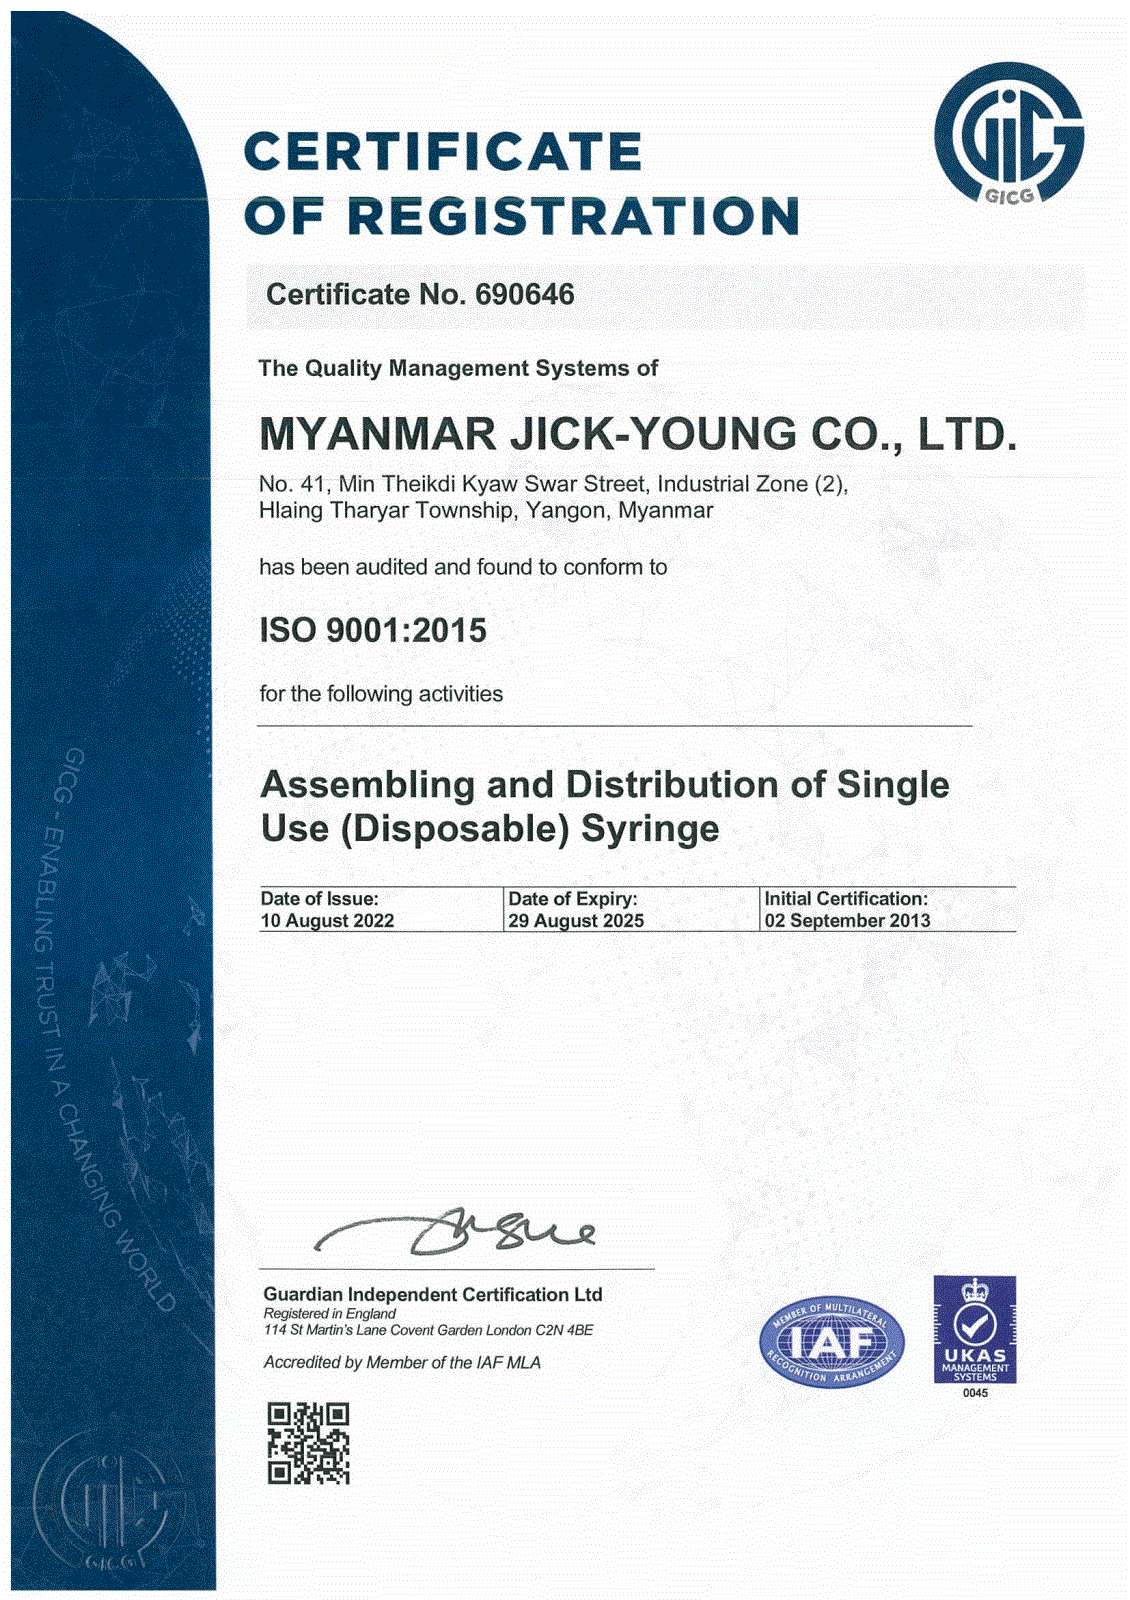 GICG
CERTIFICATE
OF REGISTRATION
Certificate No. 690646
The Quality Management Systems of
MYANMAR JICK-YOUNG CO., LTD.
No. 41, Min Theikdi Kyaw Swar Street, Industrial Zone (2),
Hlaing Tharyar Township, Yangon, Myanmar
has been audited and found to conform to
ISO 9001:2015
for the following activities
Assembling and Distribution of Single
Use (Disposable) Syringe
Date of Issue:
10 August 2022
Date of Expiry:
29 August 2025
Initial Certification:
02 September 2013
GICG - ENABLING TRUST IN A CHANGING WORLD
Guardian Independent Certification Ltd
Registered in England
114 St Martin's Lane Covent Garden London C2N 4BE
Accredited by Member of the IAF MLA
MEMBER OF MULTILATERAL
IAF
RECOGNITION ARRANGEMENT
UKAS
MANAGEMENT
SYSTEMS
0045
GICG